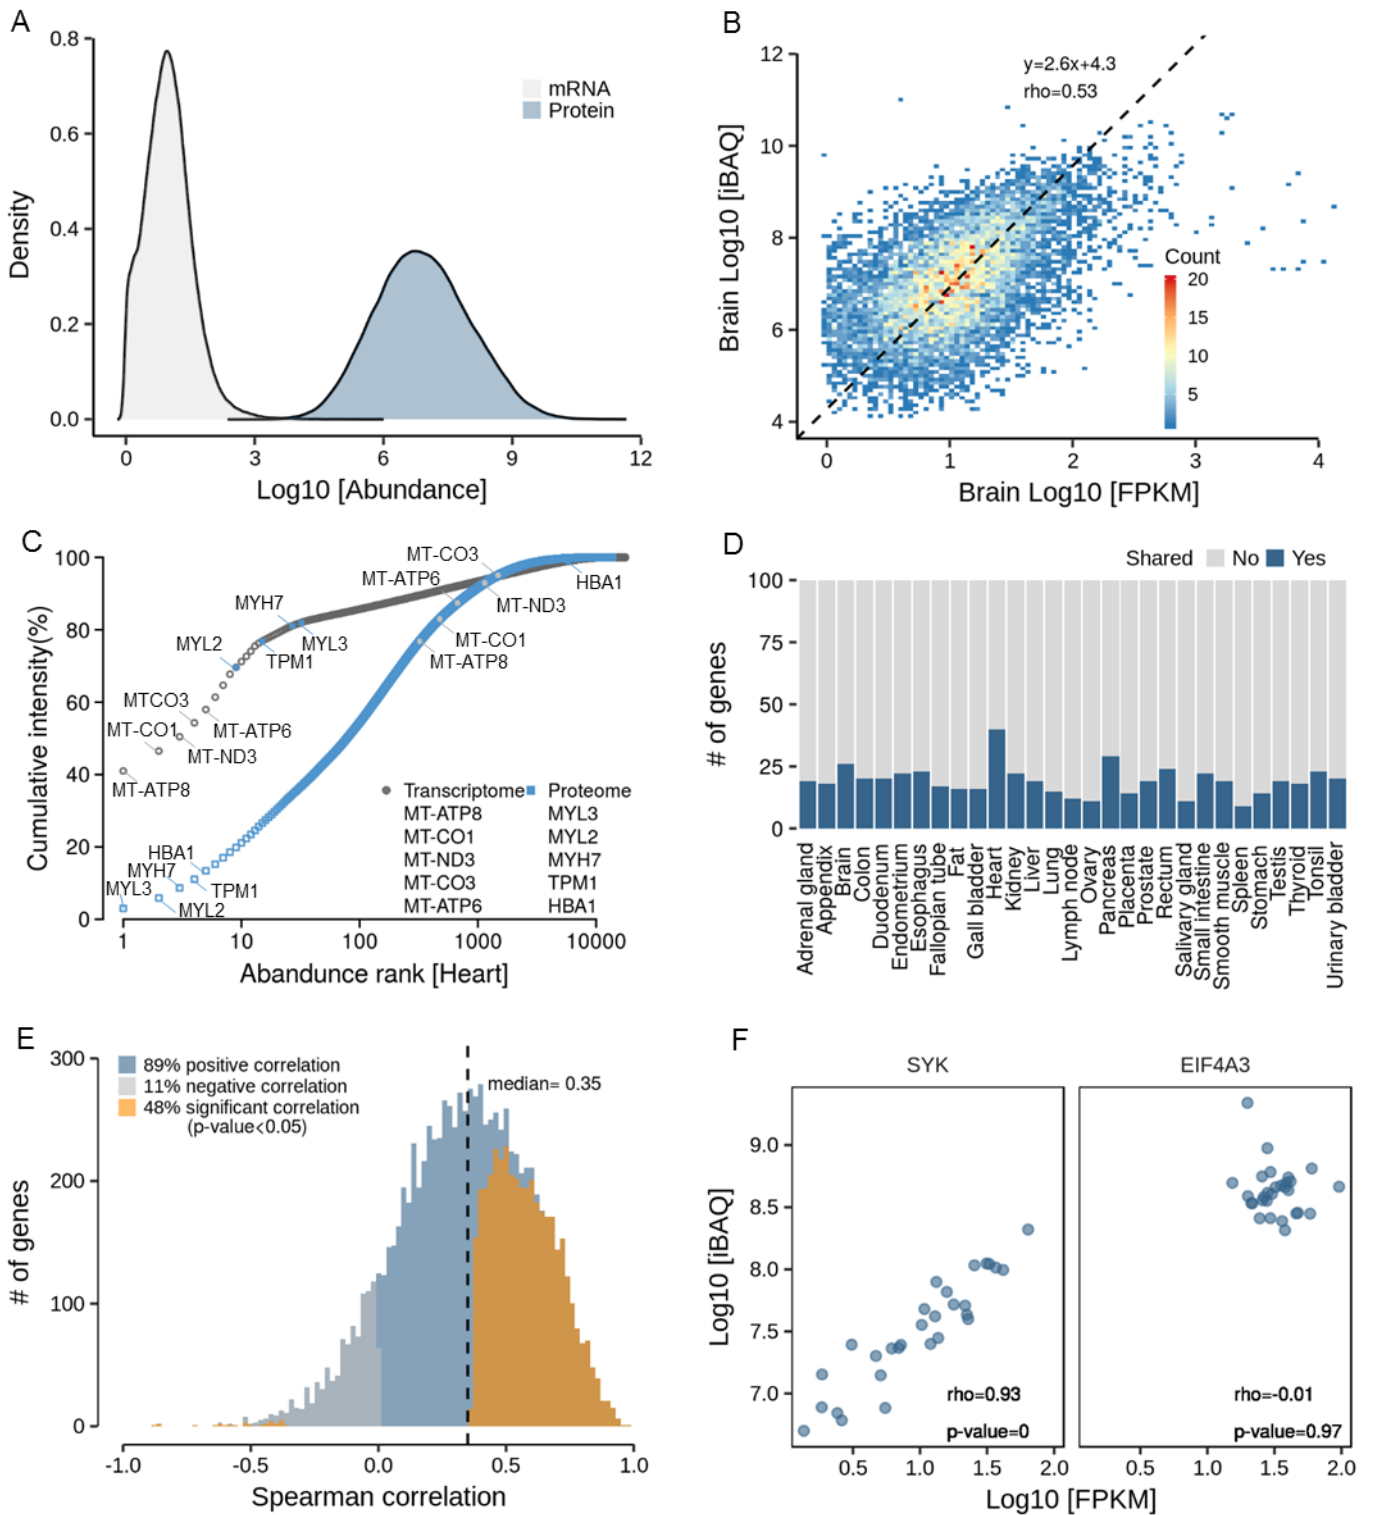 A
0.8
0.6
0.4
0.2
0.0
Density
mRNA
Protein
0 3 6 9 12
Log10 [Abundance]
B
12
10
8
6
4
Brain Log10 [iBAQ]
y=2.6x+4.3
rho=0.53
Count
20
15
10
5
0 1 2 3 4
Brain Log10 [FPKM]
C
100
80
60
40
20
0
Cumulative intensity(%)
MT-CO3
MT-ATP6
HBA1
MYH7
MT-ND3
MYL2
MYL3
TPM1
MT-CO1
MT-ATP8
MTCO3
MT-CO1
MT-ATP6
MT-ND3
MT-ATP8
HBA1
MYH7
MYL3
TPM1
MYL2
Transcriptome Proteome
MT-ATP8 MYL3
MT-CO1 MYL2
MT-ND3 MYH7
MT-CO3 TPM1
MT-ATP6 HBA1
1 10 100 1000 10000
Abandunce rank [Heart]
D
Shared No Yes
100
75
50
25
0
# of genes
Adrenal gland
Appendix
Brain
Colon
Duodenum
Endometrium
Esophagus
Fallopian tube
Fat
Gall bladder
Heart
Kidney
Liver
Lung
Lymph node
Ovary
Pancreas
Placenta
Prostate
Rectum
Salivary gland
Small intestine
Smooth muscle
Spleen
Stomach
Testis
Thyroid
Tonsil
Urinary bladder
E
300
200
100
0
# of genes
89% positive correlation
11% negative correlation
48% significant correlation
(p-value<0.05)
median= 0.35
-1.0 -0.5 0.0 0.5 1.0
Spearman correlation
F
SYK EIF4A3
9.0
8.5
8.0
7.5
7.0
Log10 [iBAQ]
rho=0.93
p-value=0
rho=-0.01
p-value=0.97
0.5 1.0 1.5 2.0 0.5 1.0 1.5 2.0
Log10 [FPKM]